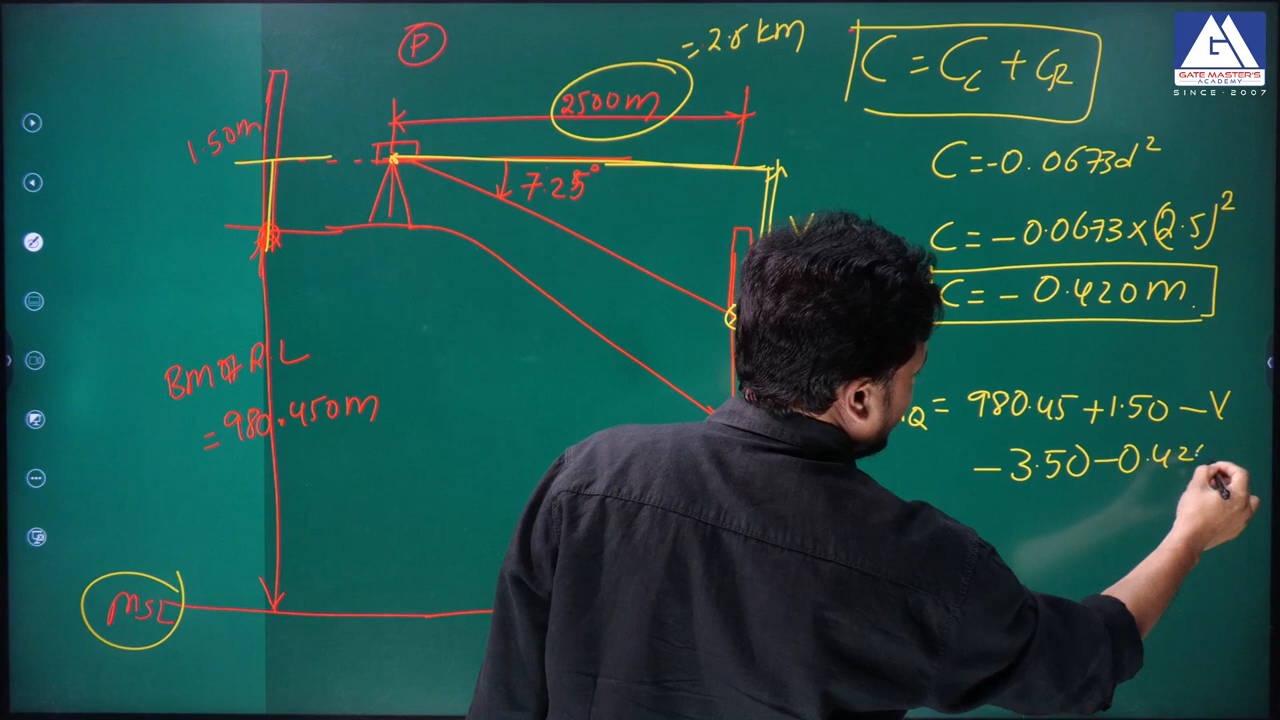 P
= 2.5 km
2500m
1.50m
7.25°
V
BM of R.L
= 980.450m
MSL
C = Cc + CR
C = -0.0673d²
C = -0.0673×(2.5)²
C = - 0.420m.
Q = 980.45 +1.50 -V
- 3.50 -0.42
GATE MASTER'S
ACADEMY
SINCE - 2007